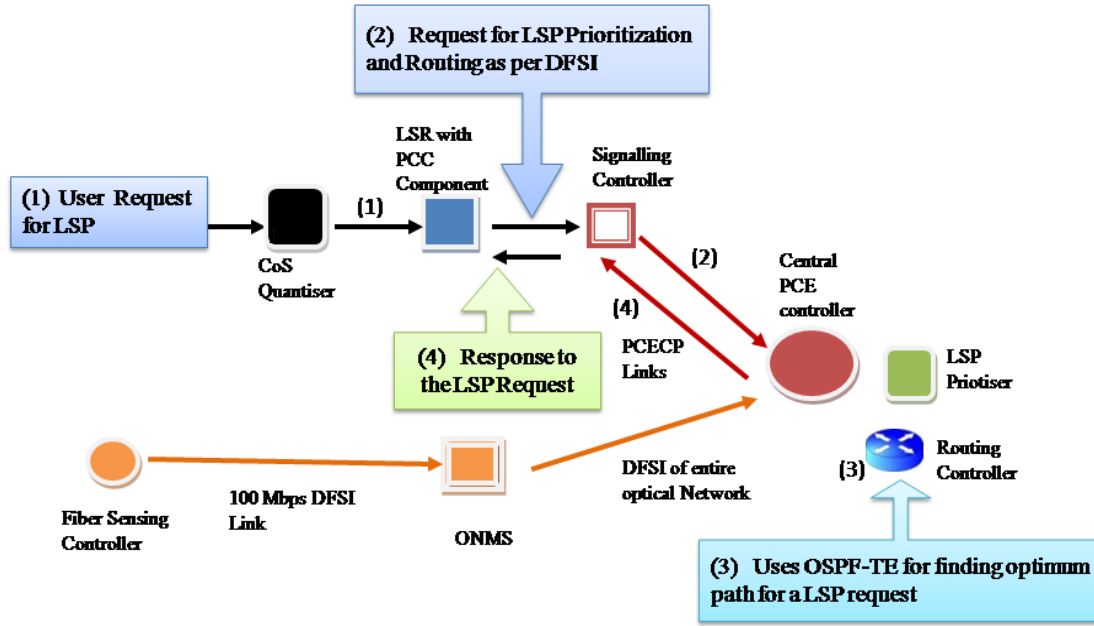 (2) Request for LSP Prioritization
and Routing as per DFSI
LSR with
PCC
Component
Signalling
Controller
(1) User Request
for LSP
(1)
CoS
Quantiser
(2)
Central
PCE
controller
(4)
PCECP
Links
(4) Response to
the LSP Request
LSP
Priotiser
(3)
Routing
Controller
DFSI of entire
optical Network
100 Mbps DFSI
Link
Fiber Sensing
Controller
ONMS
(3) Uses OSPF-TE for finding optimum
path for a LSP request